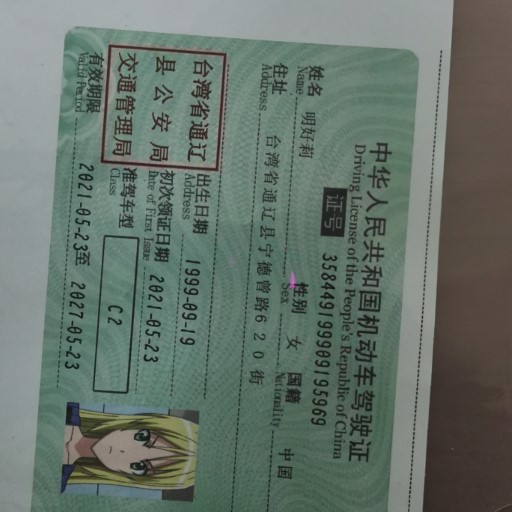 中华人民共和国机动车驾驶证
Driving License of the People's Republic of China
证号 358449199909195969
姓名 明好莉 性别 女 国籍 中国
Name Sex Nationality
住址 台湾省通辽县宁德曾路620街
Address
台湾省通辽
县公安局
交通管理局
出生日期 1999-09-19
Address
初次领证日期 2021-05-23
Date of First Issue
准驾车型 C2
Class
有效期限 2021-05-23至 2027-05-23
Valid Period